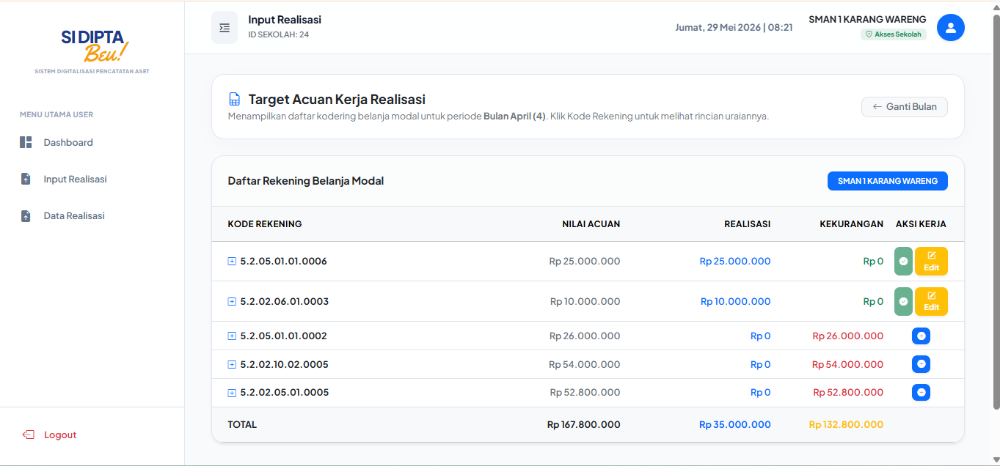 SI DIPTA
Beu!
SISTEM DIGITALISASI PENCATATAN ASET
MENU UTAMA USER
Dashboard
Input Realisasi
Data Realisasi
Logout
Input Realisasi
ID SEKOLAH: 24
Jumat, 29 Mei 2026 | 08:21
SMAN 1 KARANG WARENG
Akses Sekolah
Target Acuan Kerja Realisasi
Menampilkan daftar kodering belanja modal untuk periode Bulan April (4). Klik Kode Rekening untuk melihat rincian uraiannya.
← Ganti Bulan
Daftar Rekening Belanja Modal
SMAN 1 KARANG WARENG
KODE REKENING NILAI ACUAN REALISASI KEKURANGAN AKSI KERJA
5.2.05.01.01.0006 Rp 25.000.000 Rp 25.000.000 Rp 0 Edit
5.2.02.06.01.0003 Rp 10.000.000 Rp 10.000.000 Rp 0 Edit
5.2.05.01.01.0002 Rp 26.000.000 Rp 0 Rp 26.000.000
5.2.02.10.02.0005 Rp 54.000.000 Rp 0 Rp 54.000.000
5.2.02.05.01.0005 Rp 52.800.000 Rp 0 Rp 52.800.000
TOTAL Rp 167.800.000 Rp 35.000.000 Rp 132.800.000